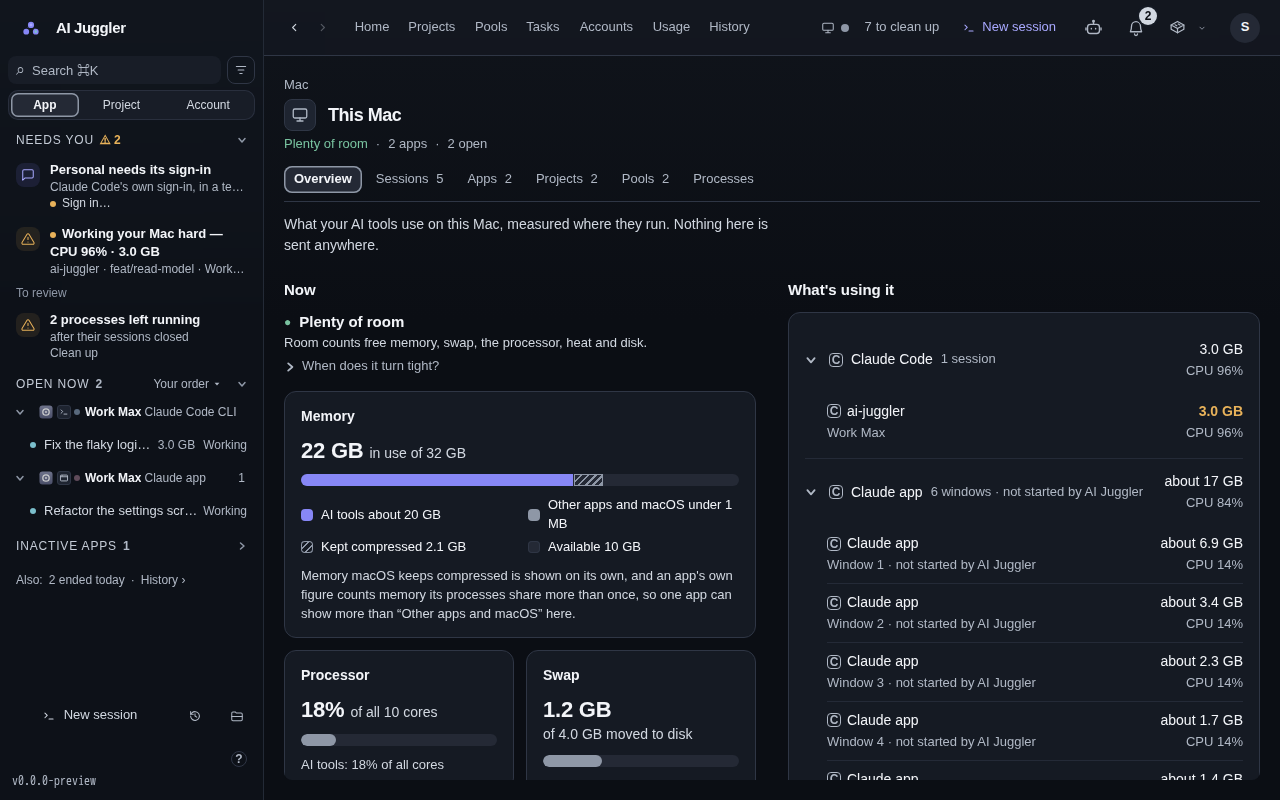 AI Juggler
Search ⌘K
App
Project
Account
NEEDS YOU 2
Personal needs its sign-in
Claude Code's own sign-in, in a te…
Sign in…
Working your Mac hard —
CPU 96% · 3.0 GB
ai-juggler · feat/read-model · Work…
To review
2 processes left running
after their sessions closed
Clean up
OPEN NOW 2
Your order
Work Max Claude Code CLI
Fix the flaky logi… 3.0 GB Working
Work Max Claude app 1
Refactor the settings scr… Working
INACTIVE APPS 1
Also: 2 ended today · History ›
New session
?
v0.0.0-preview
Home
Projects
Pools
Tasks
Accounts
Usage
History
7 to clean up
New session
2
S
Mac
This Mac
Plenty of room · 2 apps · 2 open
Overview
Sessions 5
Apps 2
Projects 2
Pools 2
Processes
What your AI tools use on this Mac, measured where they run. Nothing here is
sent anywhere.
Now
Plenty of room
Room counts free memory, swap, the processor, heat and disk.
When does it turn tight?
Memory
22 GB in use of 32 GB
AI tools about 20 GB
Other apps and macOS under 1
MB
Kept compressed 2.1 GB
Available 10 GB
Memory macOS keeps compressed is shown on its own, and an app's own
figure counts memory its processes share more than once, so one app can
show more than “Other apps and macOS” here.
Processor
18% of all 10 cores
AI tools: 18% of all cores
Swap
1.2 GB
of 4.0 GB moved to disk
What's using it
C Claude Code 1 session
3.0 GB
CPU 96%
C ai-juggler
3.0 GB
Work Max
CPU 96%
C Claude app 6 windows · not started by AI Juggler
about 17 GB
CPU 84%
C Claude app
about 6.9 GB
Window 1 · not started by AI Juggler
CPU 14%
C Claude app
about 3.4 GB
Window 2 · not started by AI Juggler
CPU 14%
C Claude app
about 2.3 GB
Window 3 · not started by AI Juggler
CPU 14%
C Claude app
about 1.7 GB
Window 4 · not started by AI Juggler
CPU 14%
C Claude app
about 1.4 GB